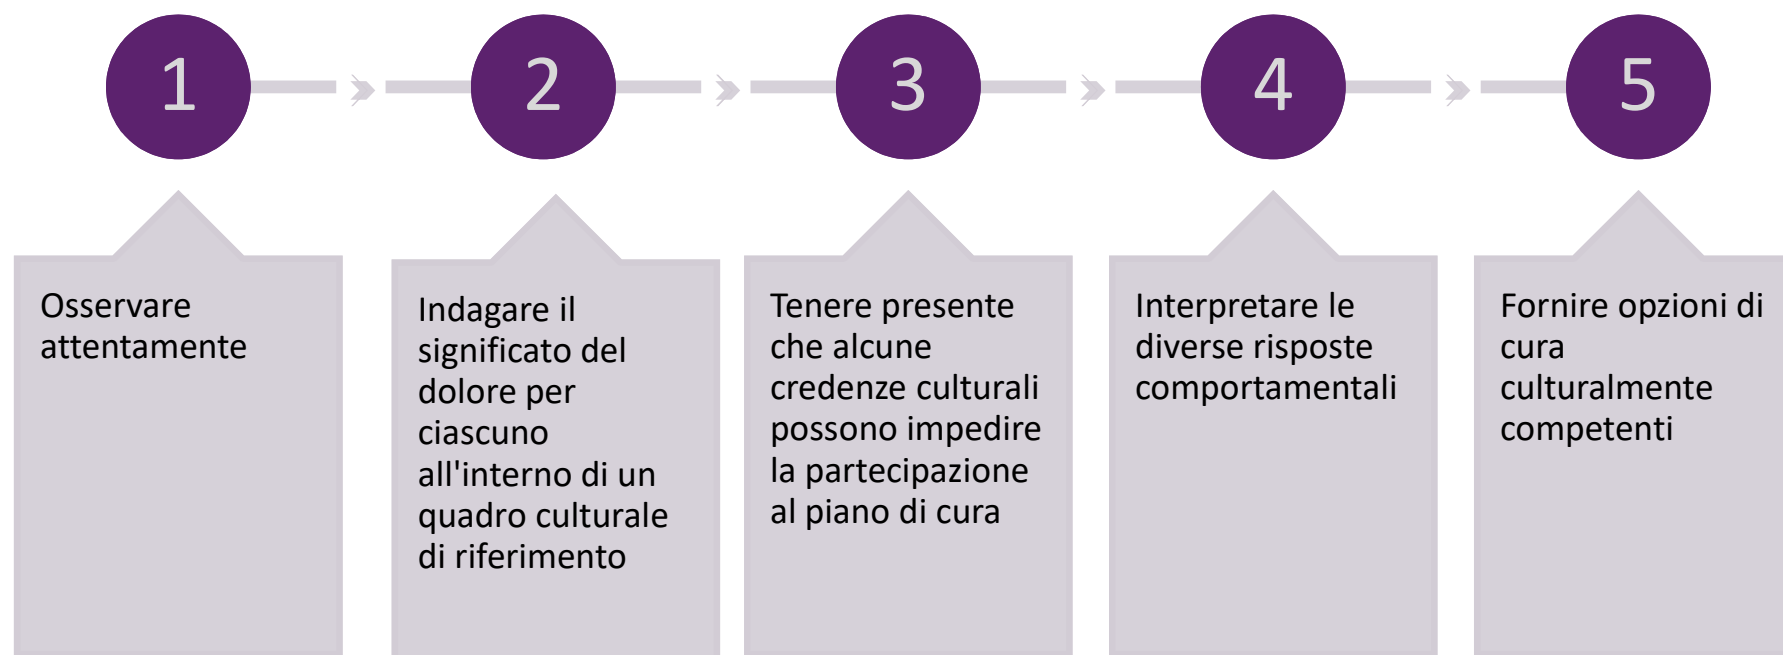 1
2
3
4
5
Osservare
attentamente
Indagare il
significato del
dolore per
ciascuno
all'interno di un
quadro culturale
di riferimento
Tenere presente
che alcune
credenze culturali
possono impedire
la partecipazione
al piano di cura
Interpretare le
diverse risposte
comportamentali
Fornire opzioni di
cura
culturalmente
competenti